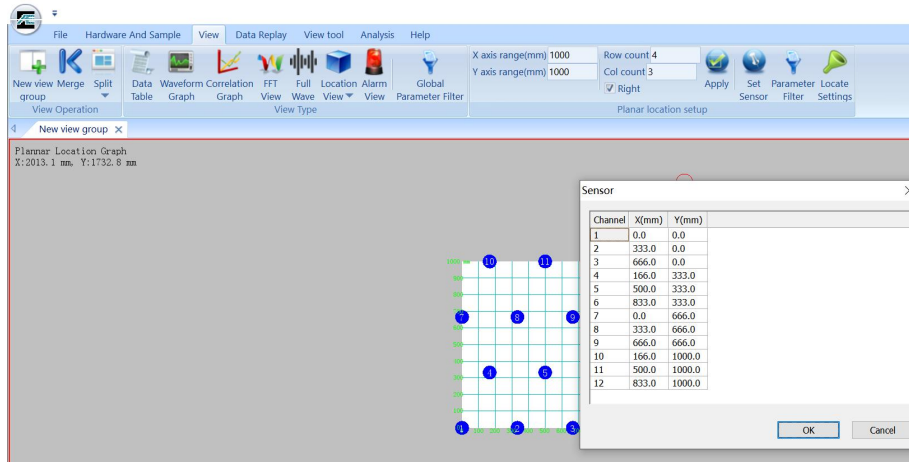 File Hardware And Sample View Data Replay View tool Analysis Help
New view group Merge Split Data Table Waveform Graph Correlation Graph FFT View Full Wave Location View Alarm View Global Parameter Filter X axis range(mm) 1000 Row count 4 Apply Set Sensor Parameter Filter Locate Settings
Y axis range(mm) 1000 Col count 3
Right
View Operation View Type Planar location setup
New view group
Plannar Location Graph
X:2013.1 mm, Y:1732.8 mm
Sensor
Channel X(mm) Y(mm)
1 0.0 0.0
2 333.0 0.0
3 666.0 0.0
4 166.0 333.0
5 500.0 333.0
6 833.0 333.0
7 0.0 666.0
8 333.0 666.0
9 666.0 666.0
10 166.0 1000.0
11 500.0 1000.0
12 833.0 1000.0
OK Cancel
10 11
7 8 9
4 5
1 2 3